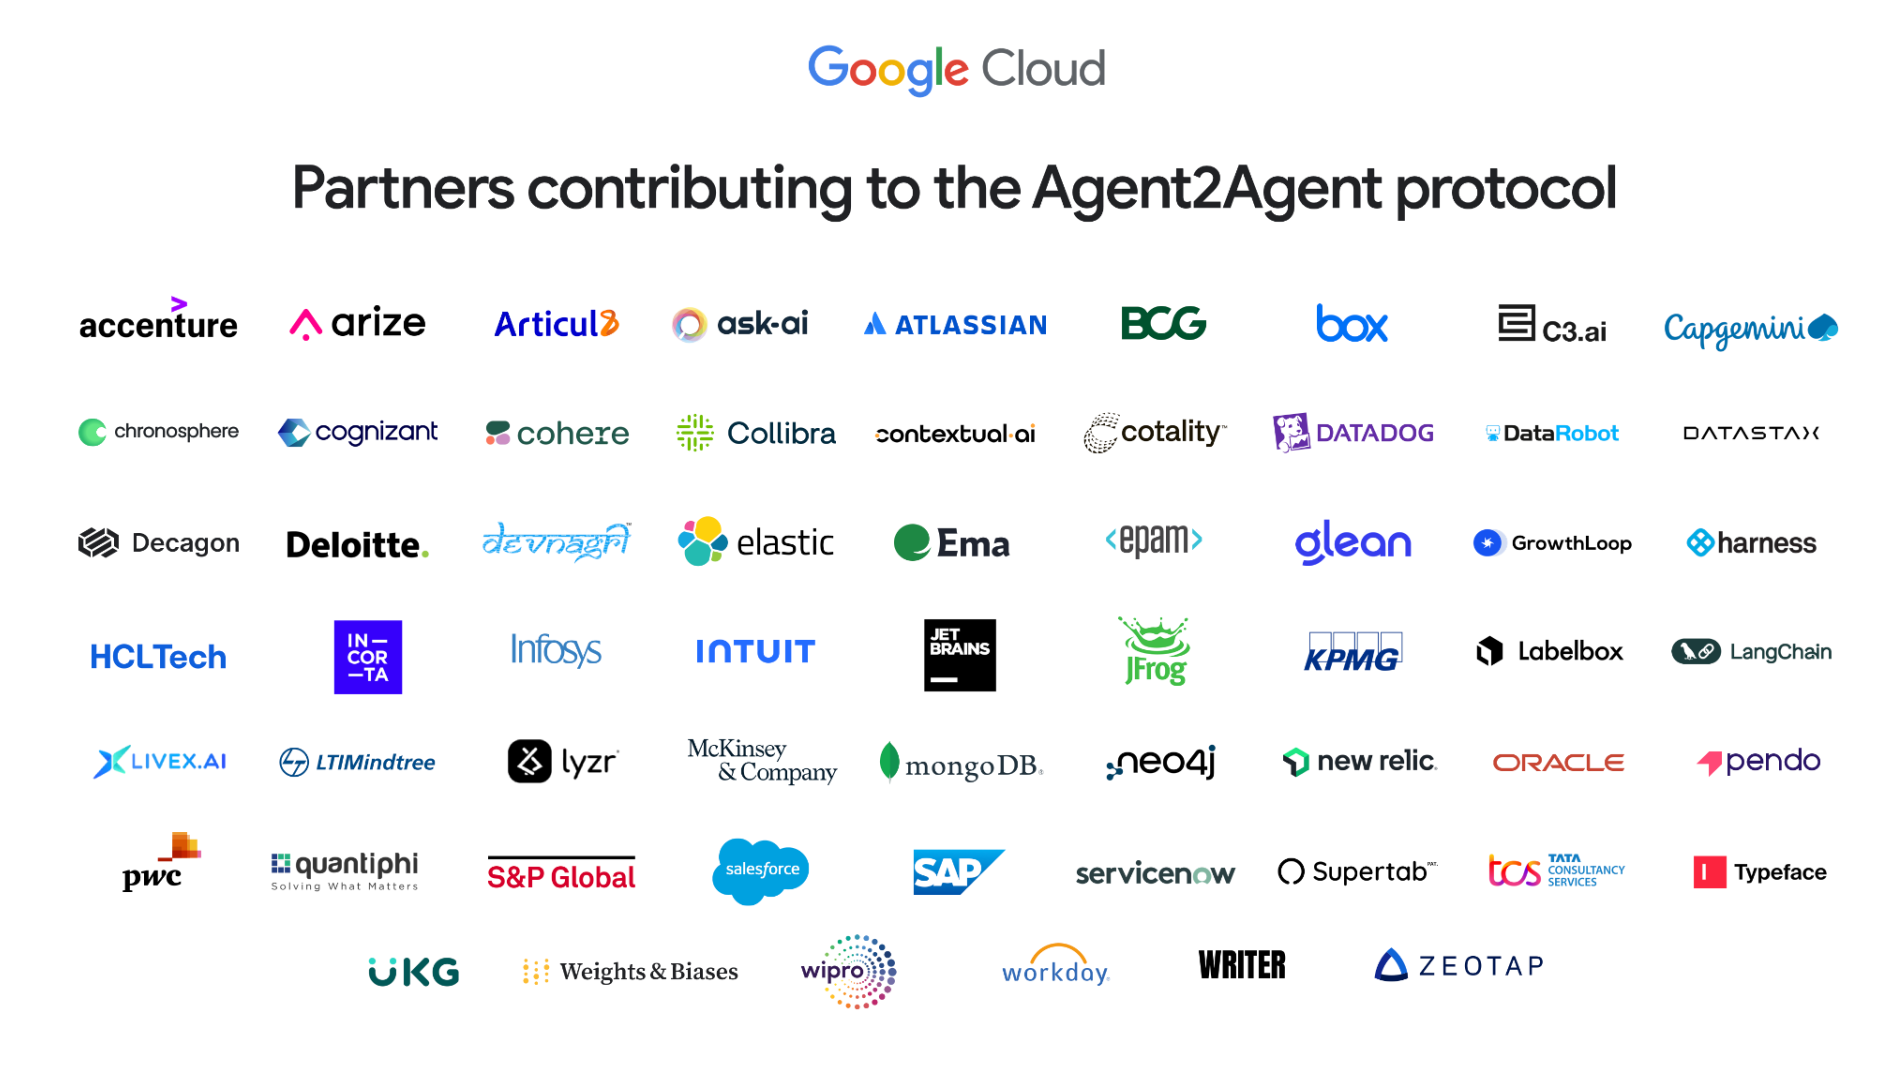 Google Cloud
Partners contributing to the Agent2Agent protocol
accenture
arize
Articul8
ask-ai
ATLASSIAN
BCG
box
C3.ai
Capgemini
chronosphere
cognizant
cohere
Collibra
contextual·ai
cotality™
DATADOG
DataRobot
DATASTAX
Decagon
Deloitte.
देvnagri™
elastic
Ema
<epam>
glean
GrowthLoop
harness
HCLTech
IN—
COR
—TA
Infosys
INTUIT
JET
BRAINS
JFrog
KPMG
Labelbox
LangChain
LIVEX.AI
LTIMindtree
lyzr
McKinsey
& Company
mongoDB®
neo4j
new relic.
ORACLE
pendo
pwc
quantiphi
Solving What Matters
S&P Global
salesforce
SAP
servicenow
Supertab PAT.
tcs TATA
CONSULTANCY
SERVICES
Typeface
UKG
Weights & Biases
wipro
workday®
WRITER
ZEOTAP